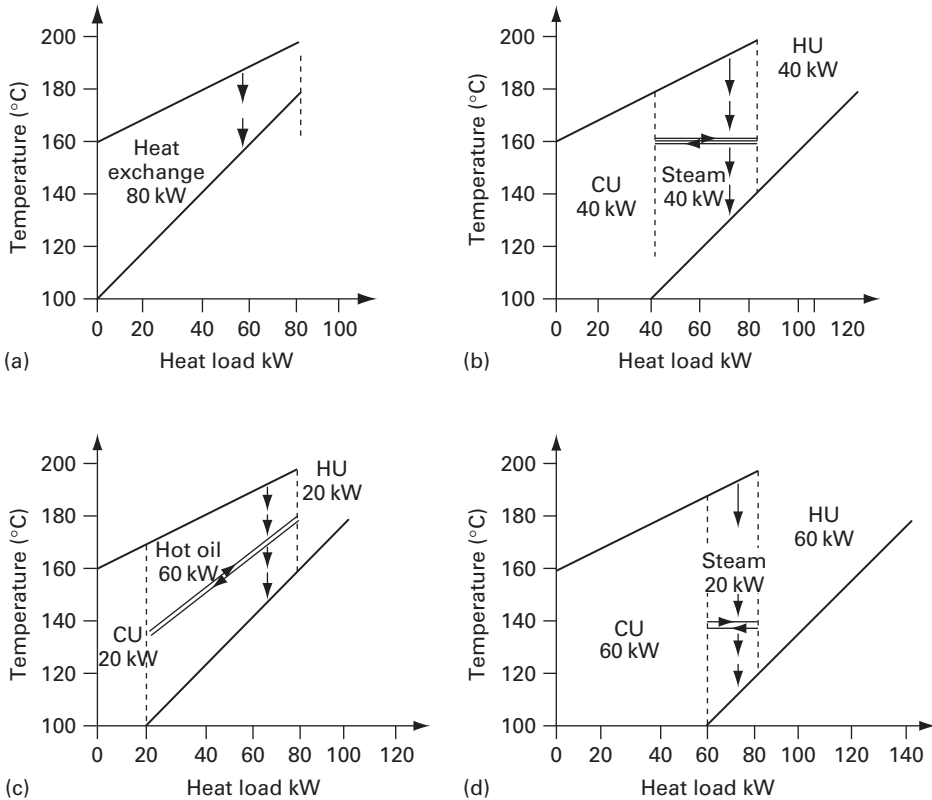 200
180
160
140
120
100
Temperature (°C)
Heat
exchange
80 kW
0 20 40 60 80 100
Heat load kW
(a)
200
180
160
140
120
100
Temperature (°C)
HU
40 kW
CU
40 kW
Steam
40 kW
0 20 40 60 80 100 120
Heat load kW
(b)
200
180
160
140
120
100
Temperature (°C)
HU
20 kW
Hot oil
60 kW
CU
20 kW
0 20 40 60 80 100 120
Heat load kW
(c)
200
180
160
140
120
100
Temperature (°C)
HU
60 kW
Steam
20 kW
CU
60 kW
0 20 40 60 80 100 120 140
Heat load kW
(d)